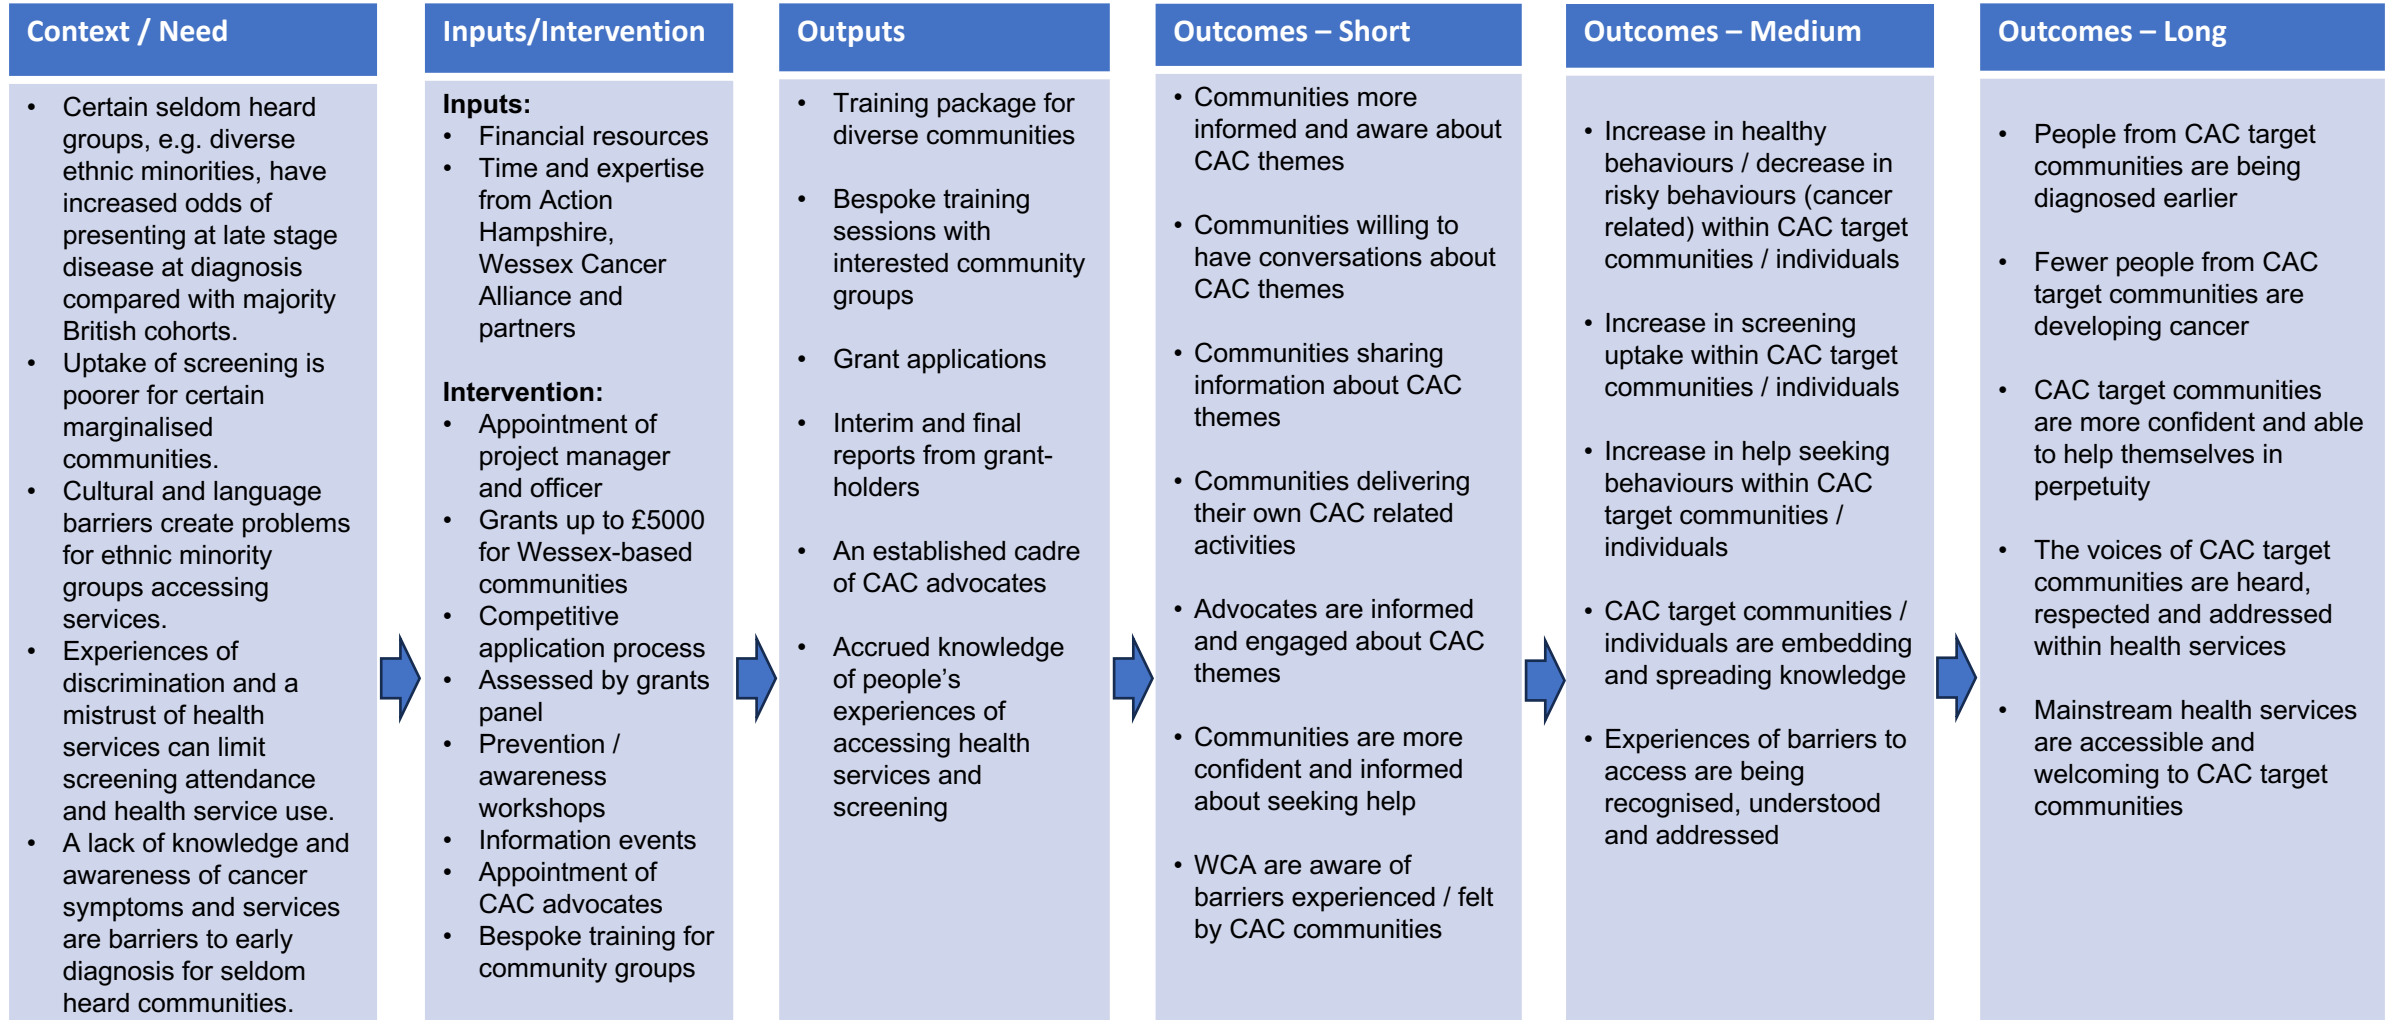 Context / Need
• Certain seldom heard
groups, e.g. diverse
ethnic minorities, have
increased odds of
presenting at late stage
disease at diagnosis
compared with majority
British cohorts.
• Uptake of screening is
poorer for certain
marginalised
communities.
• Cultural and language
barriers create problems
for ethnic minority
groups accessing
services.
• Experiences of
discrimination and a
mistrust of health
services can limit
screening attendance
and health service use.
• A lack of knowledge and
awareness of cancer
symptoms and services
are barriers to early
diagnosis for seldom
heard communities.
Inputs/Intervention
Inputs:
• Financial resources
• Time and expertise
from Action
Hampshire,
Wessex Cancer
Alliance and
partners
Intervention:
• Appointment of
project manager
and officer
• Grants up to £5000
for Wessex-based
communities
• Competitive
application process
• Assessed by grants
panel
• Prevention /
awareness
workshops
• Information events
• Appointment of
CAC advocates
• Bespoke training for
community groups
Outputs
• Training package for
diverse communities
• Bespoke training
sessions with
interested community
groups
• Grant applications
• Interim and final
reports from grant-
holders
• An established cadre
of CAC advocates
• Accrued knowledge
of people’s
experiences of
accessing health
services and
screening
Outcomes – Short
• Communities more
informed and aware about
CAC themes
• Communities willing to
have conversations about
CAC themes
• Communities sharing
information about CAC
themes
• Communities delivering
their own CAC related
activities
• Advocates are informed
and engaged about CAC
themes
• Communities are more
confident and informed
about seeking help
• WCA are aware of
barriers experienced / felt
by CAC communities
Outcomes – Medium
• Increase in healthy
behaviours / decrease in
risky behaviours (cancer
related) within CAC target
communities / individuals
• Increase in screening
uptake within CAC target
communities / individuals
• Increase in help seeking
behaviours within CAC
target communities /
individuals
• CAC target communities /
individuals are embedding
and spreading knowledge
• Experiences of barriers to
access are being
recognised, understood
and addressed
Outcomes – Long
• People from CAC target
communities are being
diagnosed earlier
• Fewer people from CAC
target communities are
developing cancer
• CAC target communities
are more confident and able
to help themselves in
perpetuity
• The voices of CAC target
communities are heard,
respected and addressed
within health services
• Mainstream health services
are accessible and
welcoming to CAC target
communities